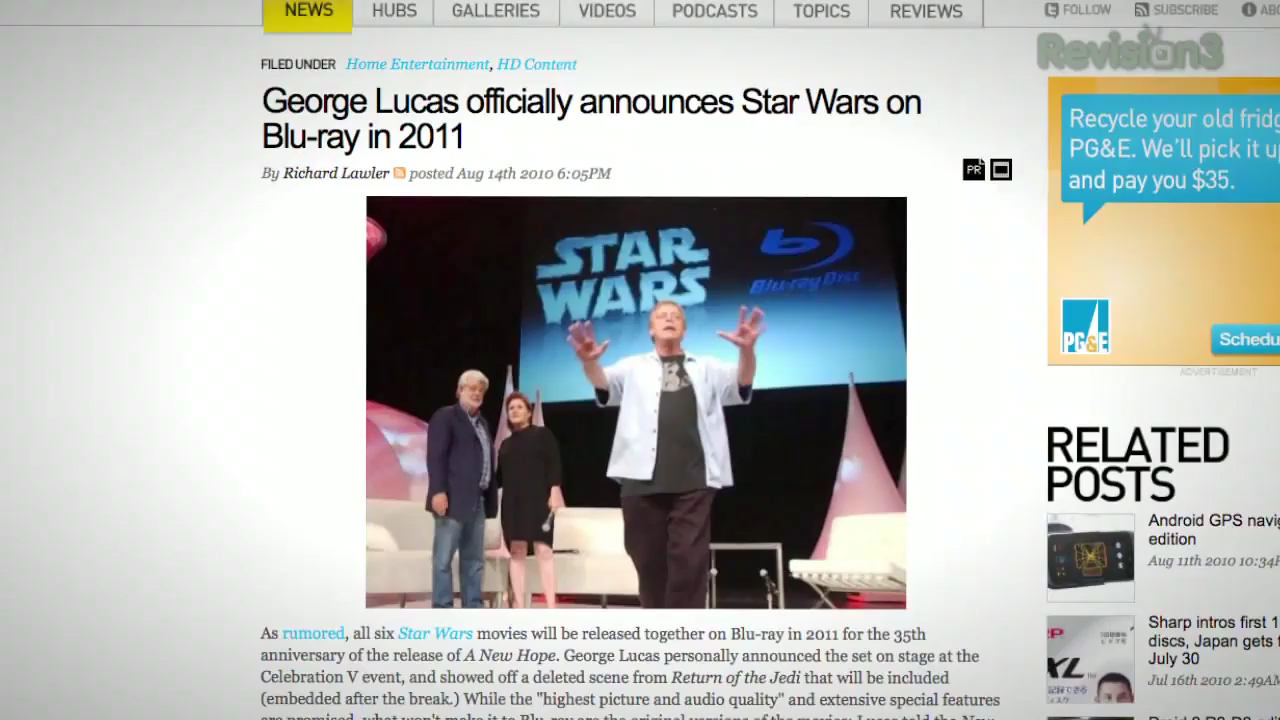 NEWS
HUBS
GALLERIES
VIDEOS
PODCASTS
TOPICS
REVIEWS
FOLLOW
SUBSCRIBE
Revision3
FILED UNDER Home Entertainment, HD Content
George Lucas officially announces Star Wars on
Blu-ray in 2011
By Richard Lawler posted Aug 14th 2010 6:05PM
PR
STAR
WARS
Blu-ray Disc
Recycle your old fridg
PG&E. We'll pick it up
and pay you $35.
PG&E
Schedu
ADVERTISEMENT
RELATED
POSTS
Android GPS navig
edition
Aug 11th 2010 10:34P
Sharp intros first 1
discs, Japan gets
July 30
Jul 16th 2010 2:49AM
XL
As rumored, all six Star Wars movies will be released together on Blu-ray in 2011 for the 35th
anniversary of the release of A New Hope. George Lucas personally announced the set on stage at the
Celebration V event, and showed off a deleted scene from Return of the Jedi that will be included
(embedded after the break.) While the "highest picture and audio quality" and extensive special features